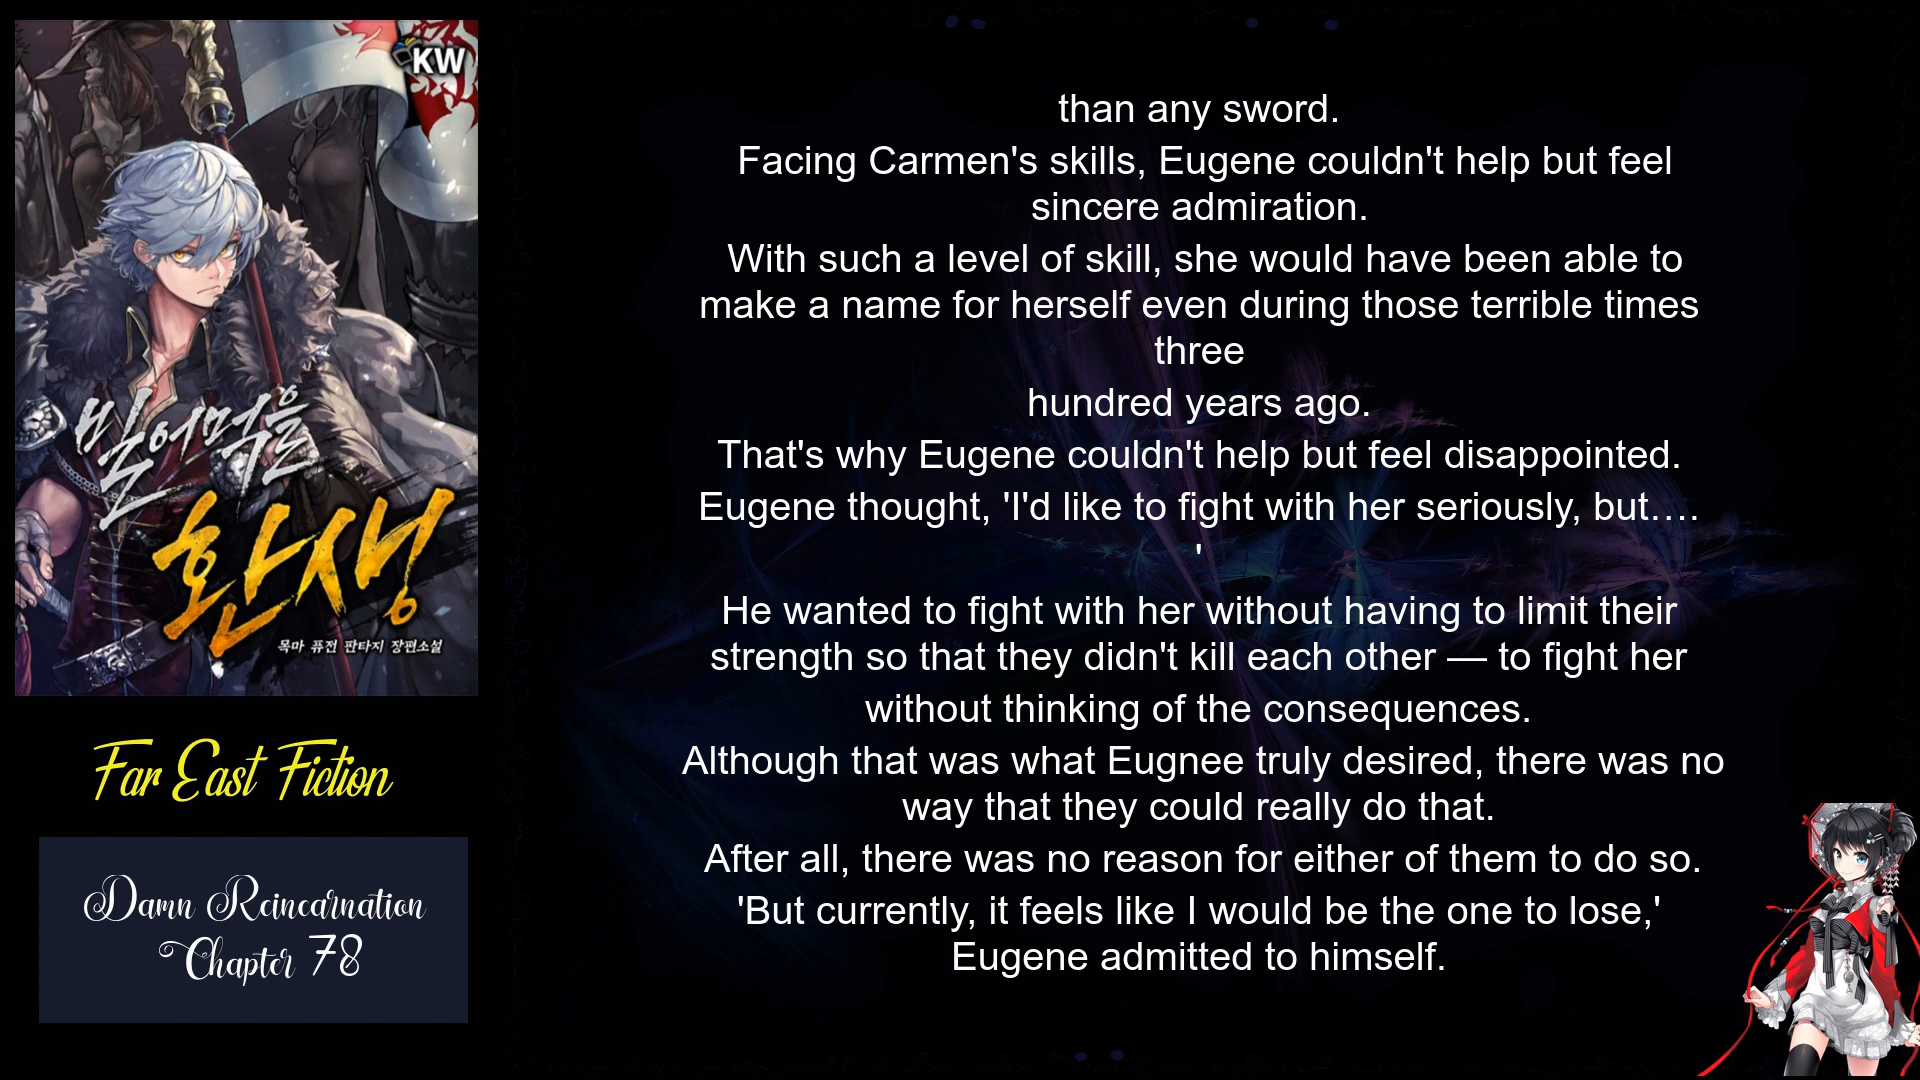 KW
빌어먹을
환생
목마 퓨전 판타지 장편소설
Far East Fiction
Damn Reincarnation
Chapter 78
than any sword.
Facing Carmen's skills, Eugene couldn't help but feel
sincere admiration.
With such a level of skill, she would have been able to
make a name for herself even during those terrible times
three
hundred years ago.
That's why Eugene couldn't help but feel disappointed.
Eugene thought, 'I'd like to fight with her seriously, but….
'
He wanted to fight with her without having to limit their
strength so that they didn't kill each other — to fight her
without thinking of the consequences.
Although that was what Eugnee truly desired, there was no
way that they could really do that.
After all, there was no reason for either of them to do so.
'But currently, it feels like I would be the one to lose,'
Eugene admitted to himself.